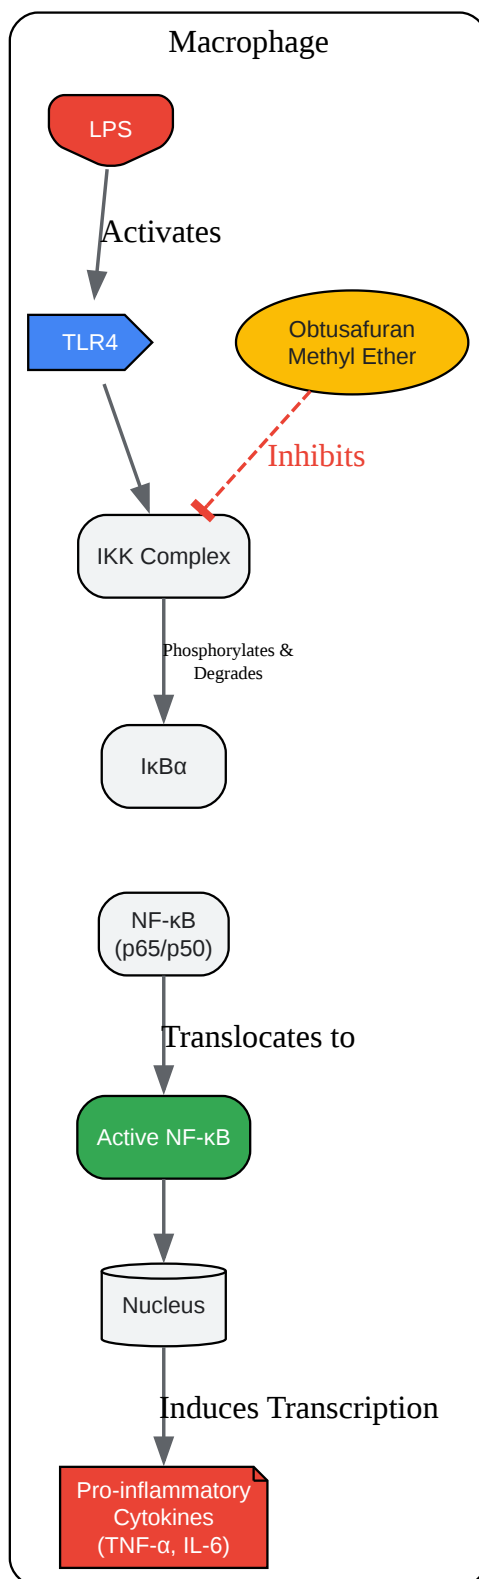 Macrophage
LPS
Activates
TLR4
Obtusafuran
Methyl Ether
Inhibits
IKK Complex
Phosphorylates &
Degrades
IκBα
NF-κB
(p65/p50)
Translocates to
Active NF-κB
Nucleus
Induces Transcription
Pro-inflammatory
Cytokines
(TNF-α, IL-6)